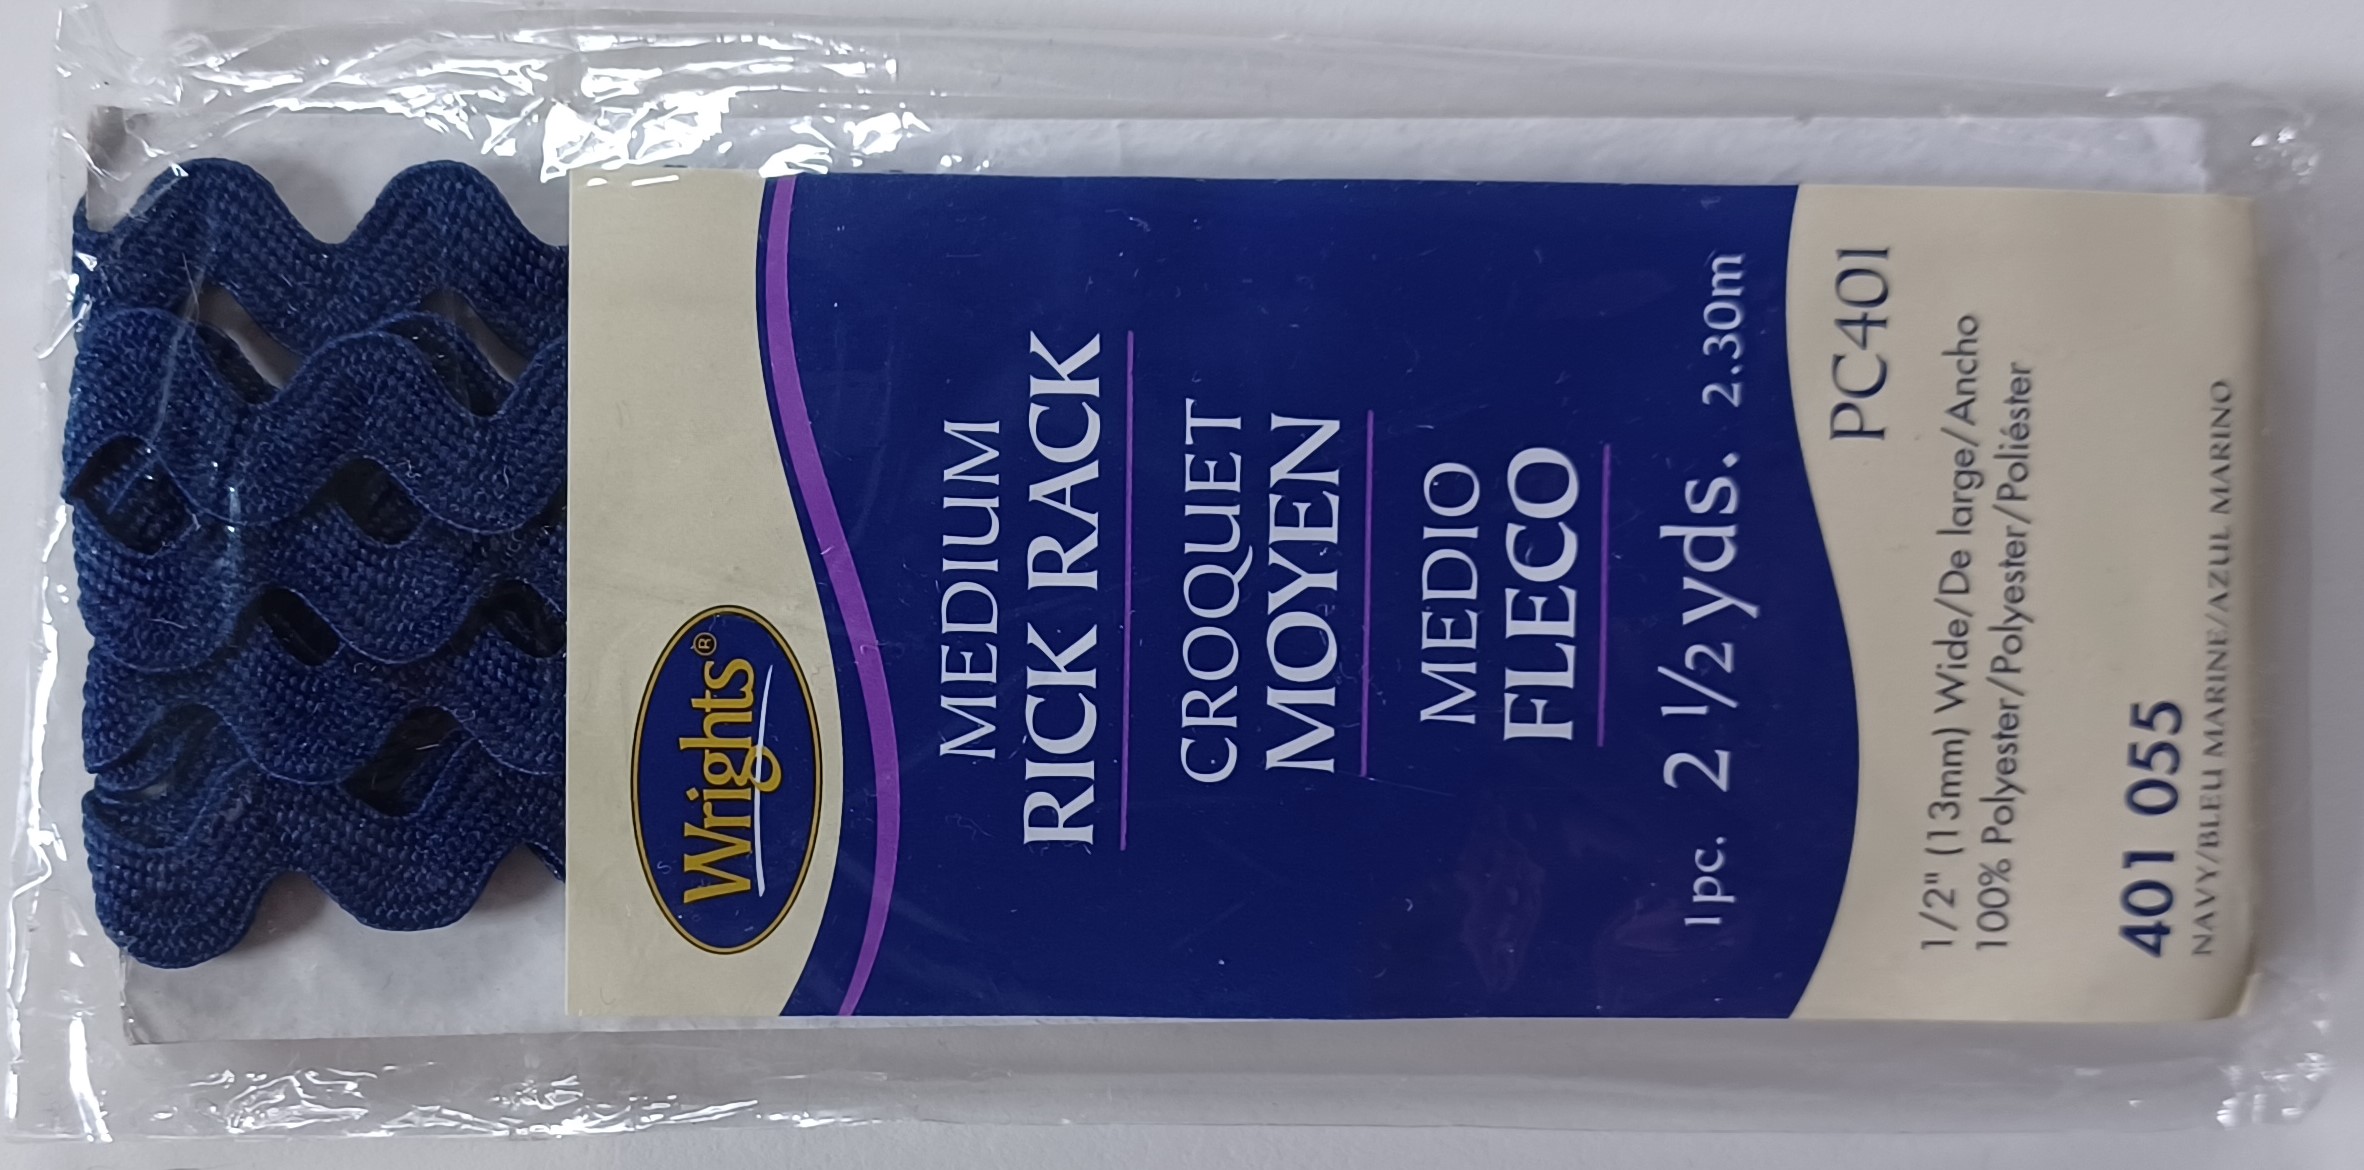 Wrights®
MEDIUM
RICK RACK
CROQUET
MOYEN
MEDIO
FLECO
1pc. 2 1/2 yds. 2.30m
PC401
1/2" (13mm) Wide/De large/Ancho
100% Polyester/Polyester/Poliéster
401 055
NAVY/BLEU MARINE/AZUL MARINO